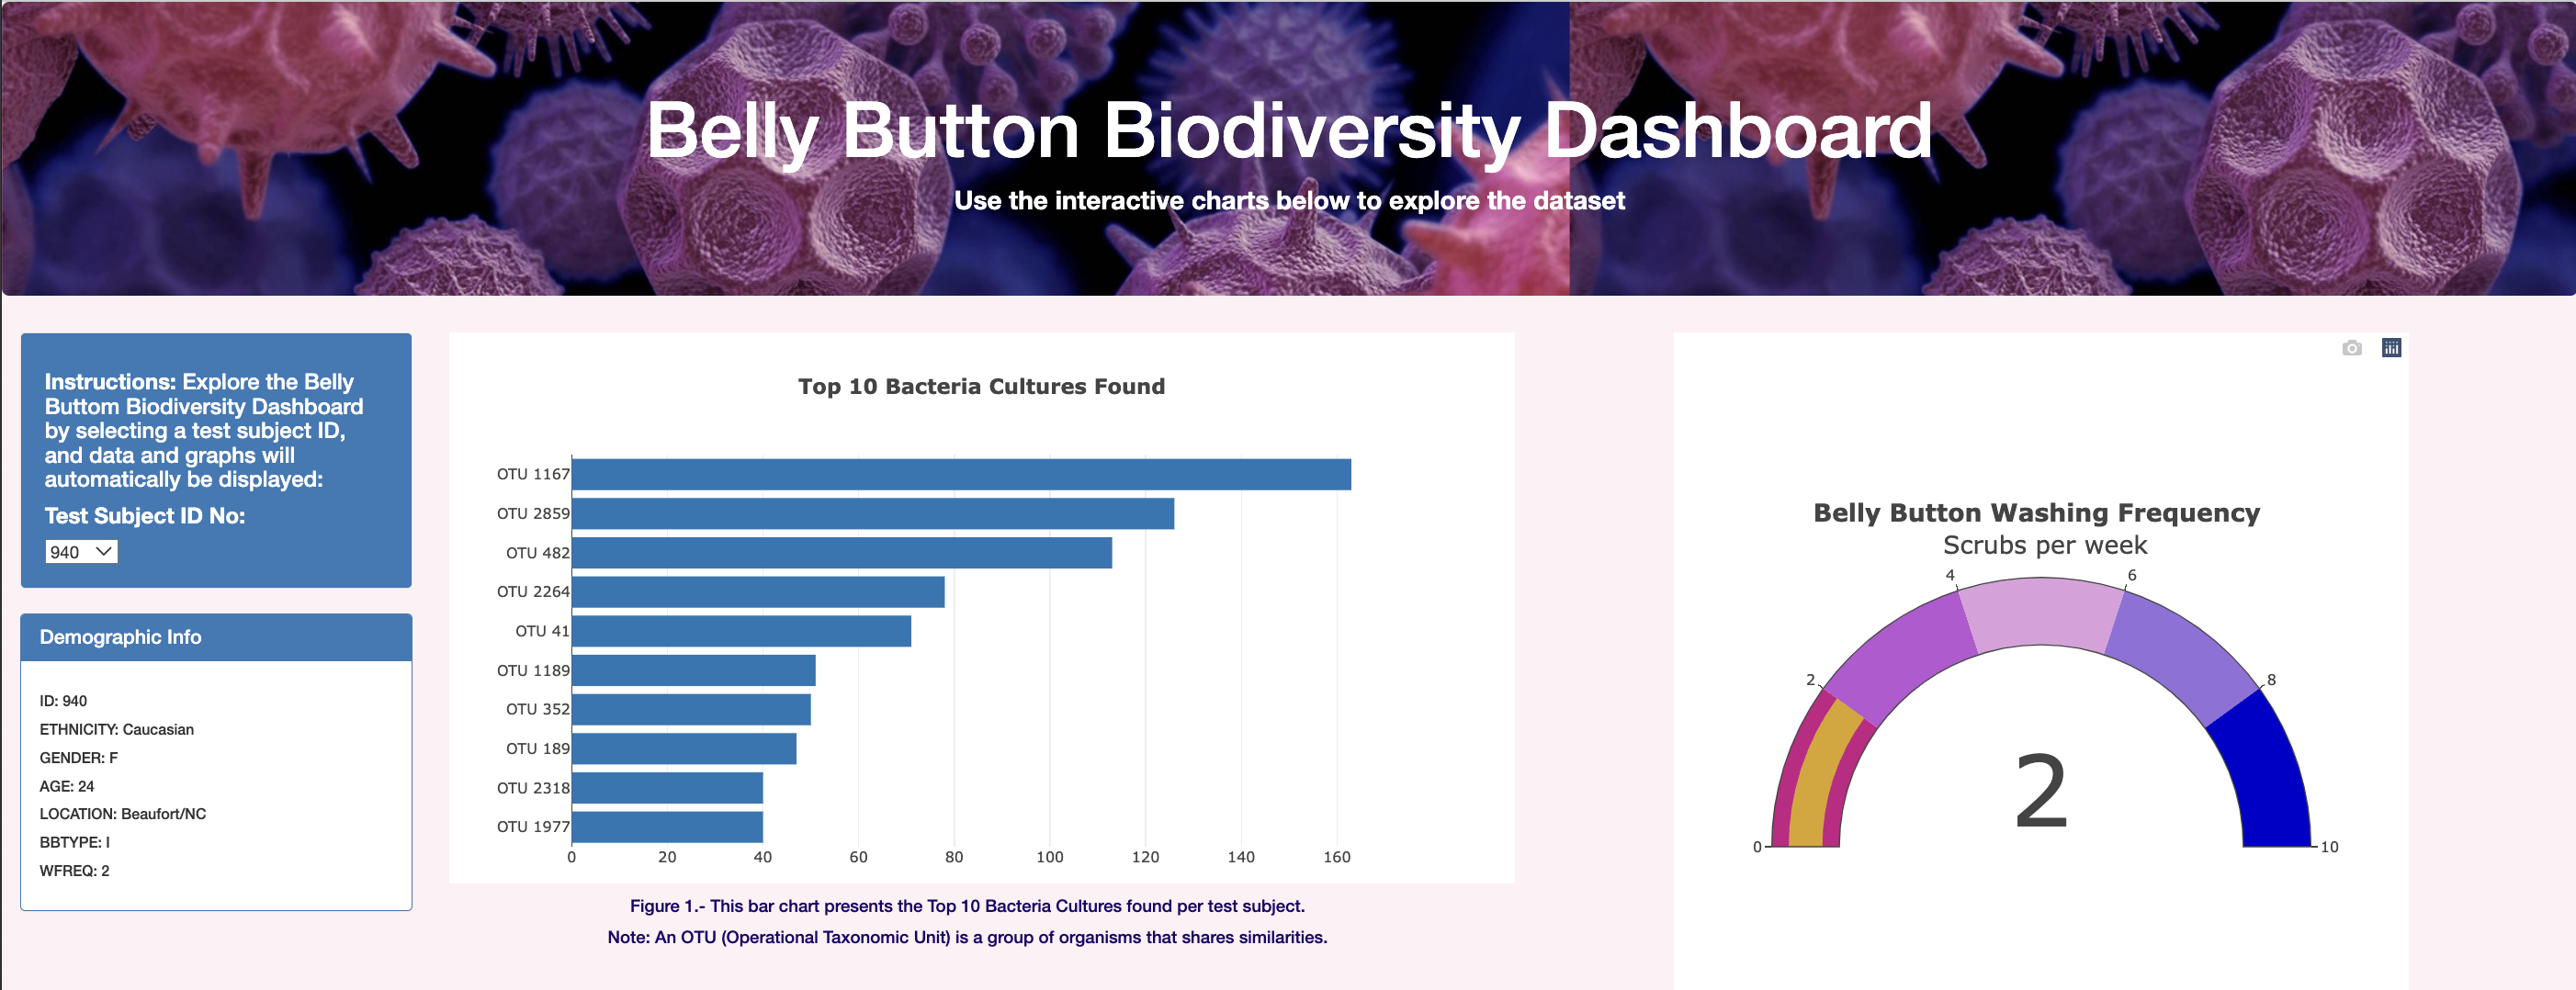 Belly Button Biodiversity Dashboard
Use the interactive charts below to explore the dataset
Instructions: Explore the Belly
Buttom Biodiversity Dashboard
by selecting a test subject ID,
and data and graphs will
automatically be displayed:
Test Subject ID No:
940
Demographic Info
ID: 940
ETHNICITY: Caucasian
GENDER: F
AGE: 24
LOCATION: Beaufort/NC
BBTYPE: I
WFREQ: 2
Top 10 Bacteria Cultures Found
OTU 1167
OTU 2859
OTU 482
OTU 2264
OTU 41
OTU 1189
OTU 352
OTU 189
OTU 2318
OTU 1977
0 20 40 60 80 100 120 140 160
Figure 1.- This bar chart presents the Top 10 Bacteria Cultures found per test subject.
Note: An OTU (Operational Taxonomic Unit) is a group of organisms that shares similarities.
Belly Button Washing Frequency
Scrubs per week
4 6
2 8
2
0 10